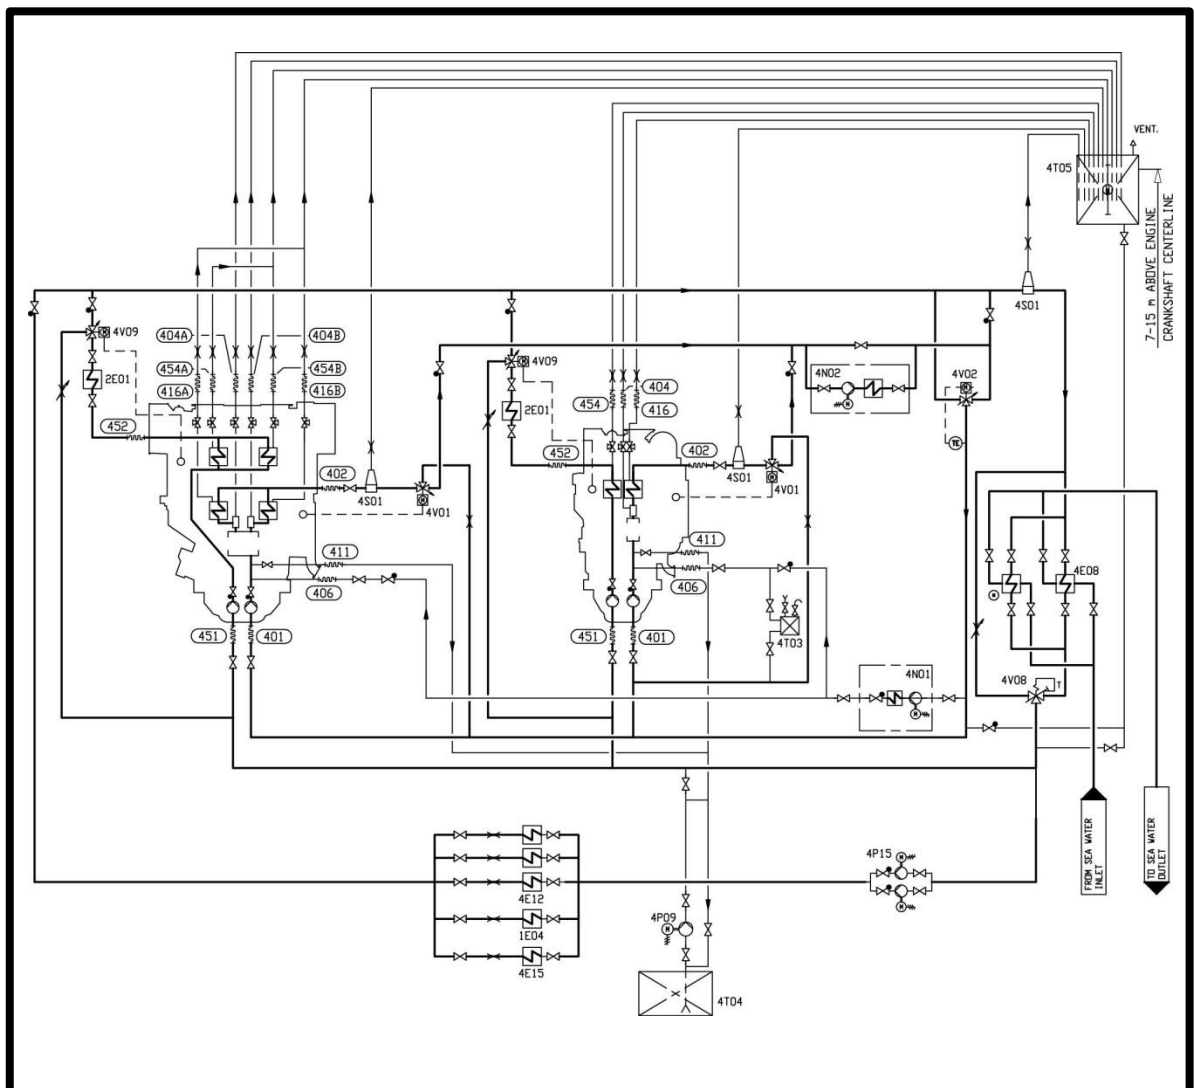 VENT.
4T05
7-15 m ABOVE ENGINE
CRANKSHAFT CENTERLINE
4S01
4V09
404A
404B
4V09
2E01
454A
454B
416A
416B
4N02
4V02
404
454
416
2E01
452
TE
452
402
402
4S01
4V01
4S01
4V01
411
411
406
406
4E08
M
451
401
451
401
4T03
4N01
4V08
T
M
M
FROM SEA WATER
INLET
TO SEA WATER
OUTLET
4P15
M
M
4E12
1E04
4E15
4P09
M
4T04